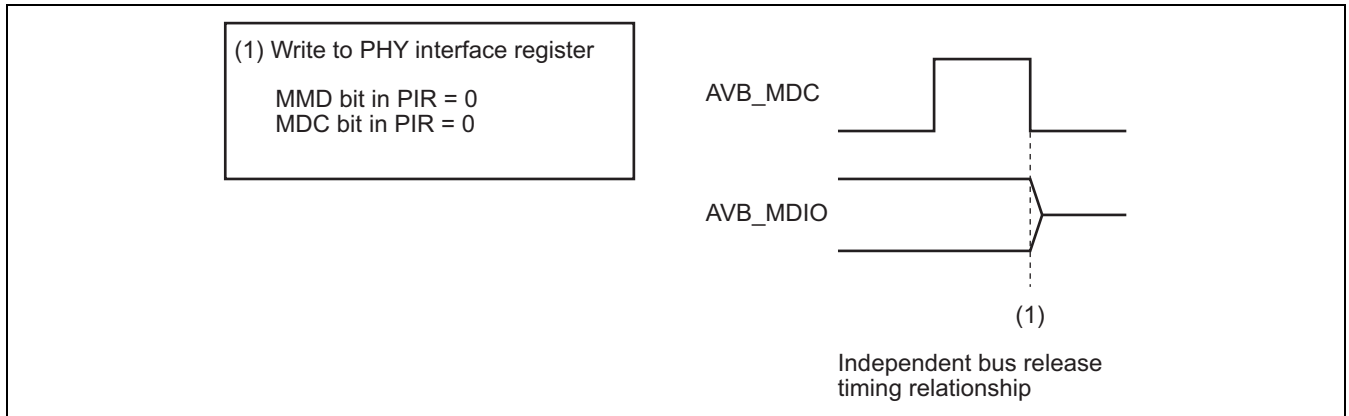 (1) Write to PHY interface register
MMD bit in PIR = 0
MDC bit in PIR = 0
AVB_MDC
AVB_MDIO
(1)
Independent bus release
timing relationship